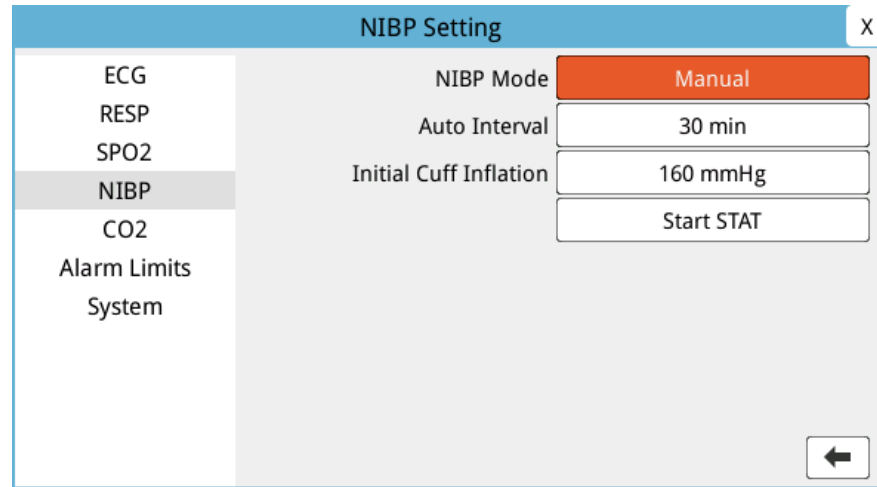 NIBP Setting
X
ECG
RESP
SPO2
NIBP
CO2
Alarm Limits
System
NIBP Mode Manual
Auto Interval 30 min
Initial Cuff Inflation 160 mmHg
Start STAT